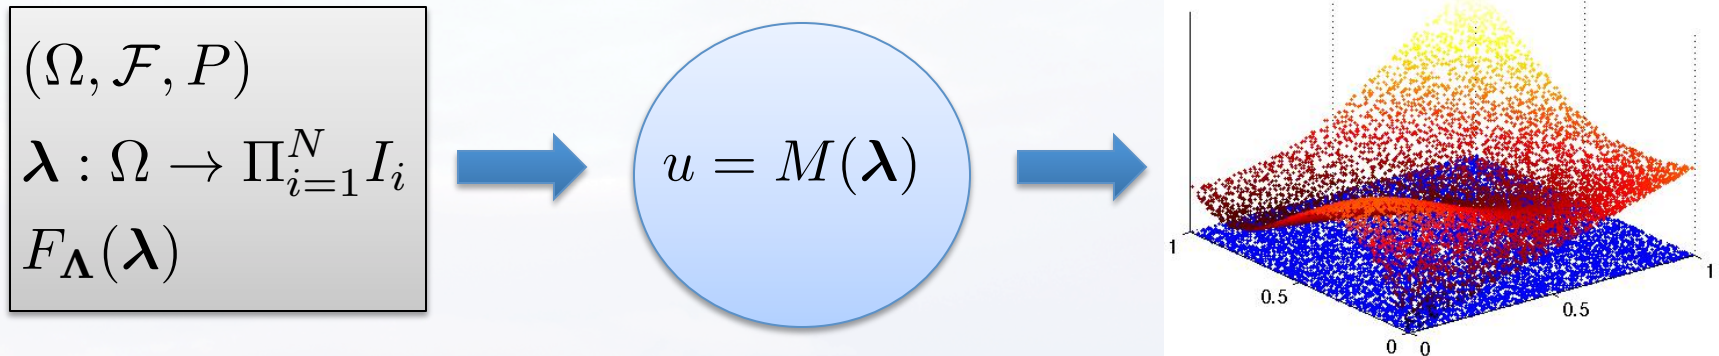 (Ω, ℱ, P)
𝝀 : Ω → Π_{i=1}^{N} I_i
F_𝚲(𝝀)
u = M(𝝀)
1
0.5
0
0
0.5
1